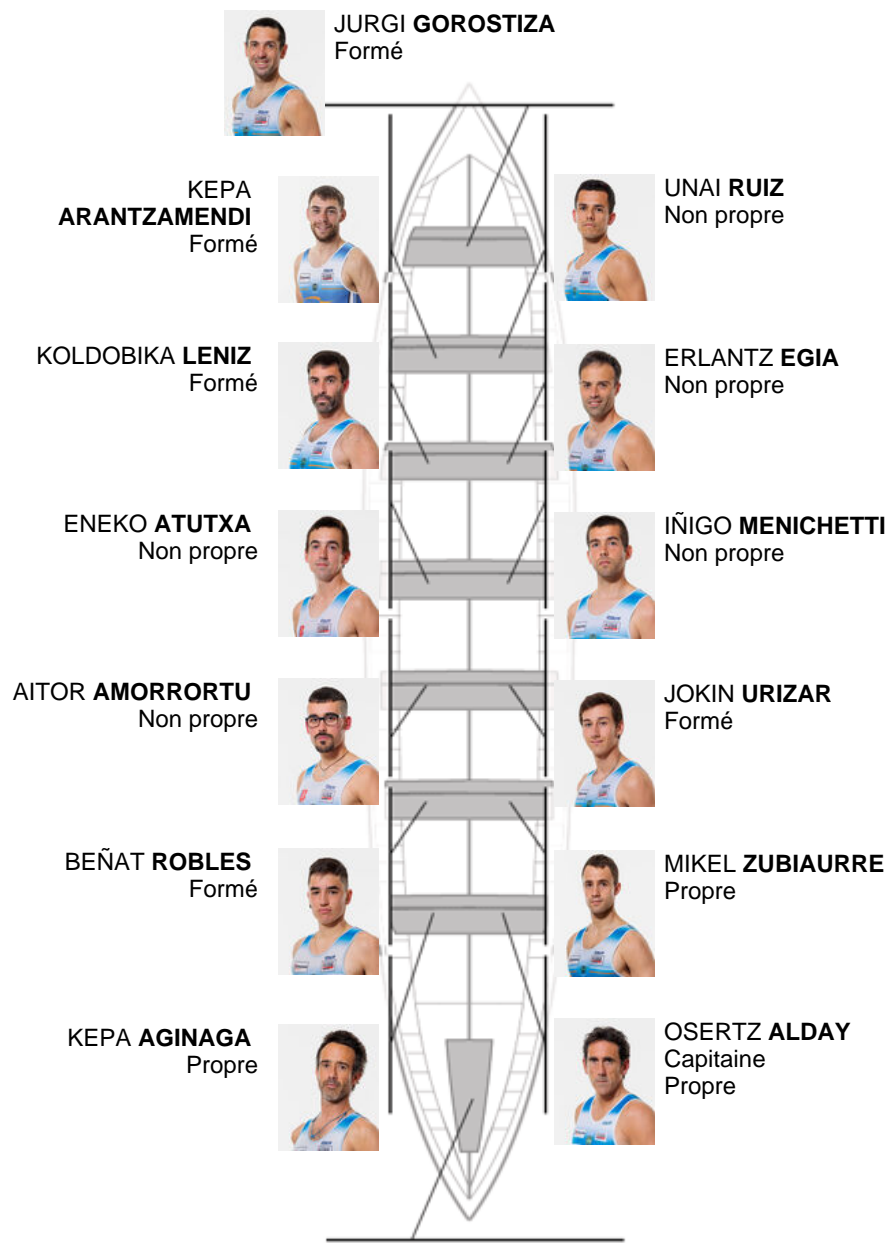 JURGI GOROSTIZA
Formé
KEPA
ARANTZAMENDI
Formé
UNAI RUIZ
Non propre
KOLDOBIKA LENIZ
Formé
ERLANTZ EGIA
Non propre
ENEKO ATUTXA
Non propre
IÑIGO MENICHETTI
Non propre
AITOR AMORRORTU
Non propre
JOKIN URIZAR
Formé
BEÑAT ROBLES
Formé
MIKEL ZUBIAURRE
Propre
KEPA AGINAGA
Propre
OSERTZ ALDAY
Capitaine
Propre